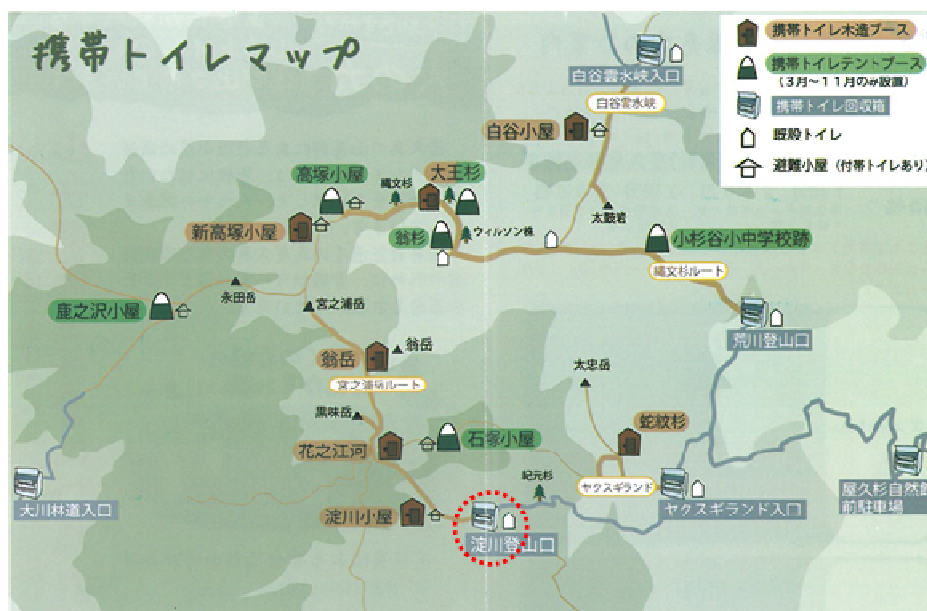 携帯トイレマップ
携帯トイレ木造ブース
携帯トイレテントブース
(3月~11月のみ設置)
携帯トイレ回収箱
既設トイレ
避難小屋(付帯トイレあり)
白谷雲水峡入口
白谷雲水峡
白谷小屋
高塚小屋
縄文杉
大王杉
新高塚小屋
翁杉
ウィルソン株
太鼓岩
小杉谷小中学校跡
縄文杉ルート
鹿之沢小屋
永田岳
宮之浦岳
荒川登山口
翁岳
翁岳
宮之浦岳ルート
太忠岳
黒味岳
花之江河
石塚小屋
蛇紋杉
大川林道入口
紀元杉
ヤクスギランド
ヤクスギランド入口
屋久杉自然館
前駐車場
淀川小屋
淀川登山口